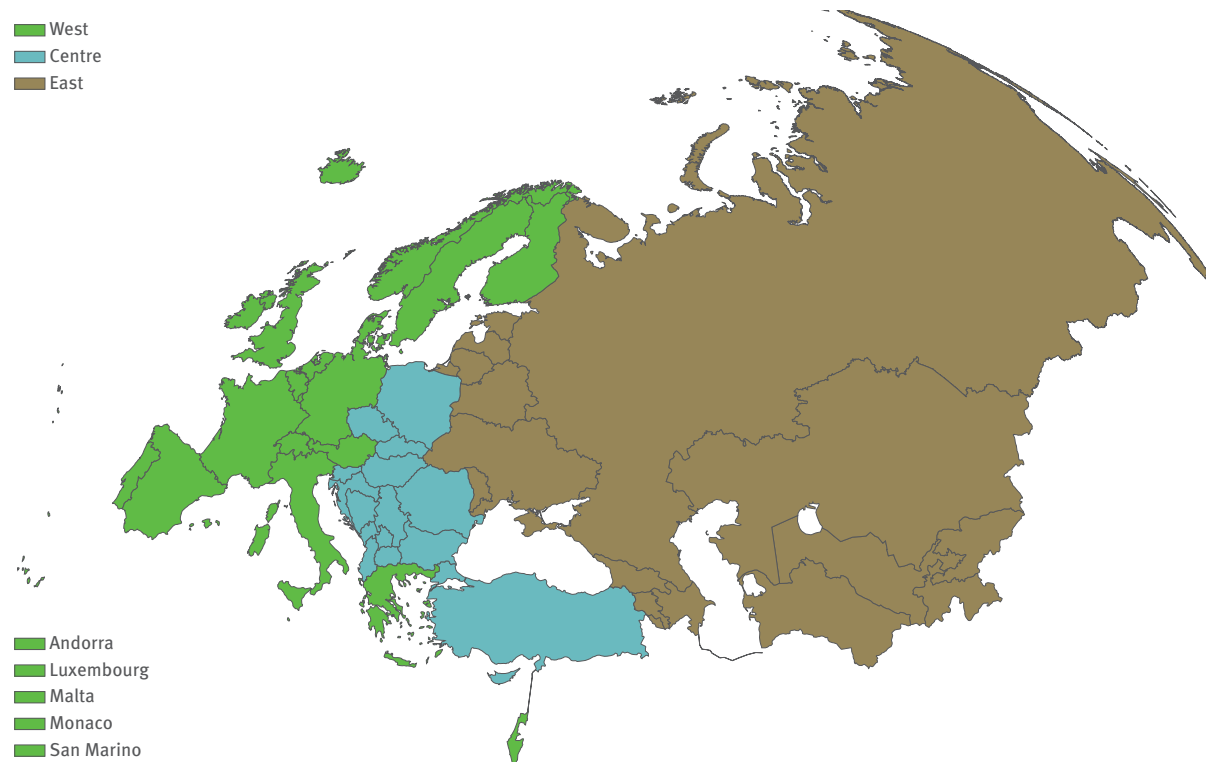 West
Centre
East
Andorra
Luxembourg
Malta
Monaco
San Marino